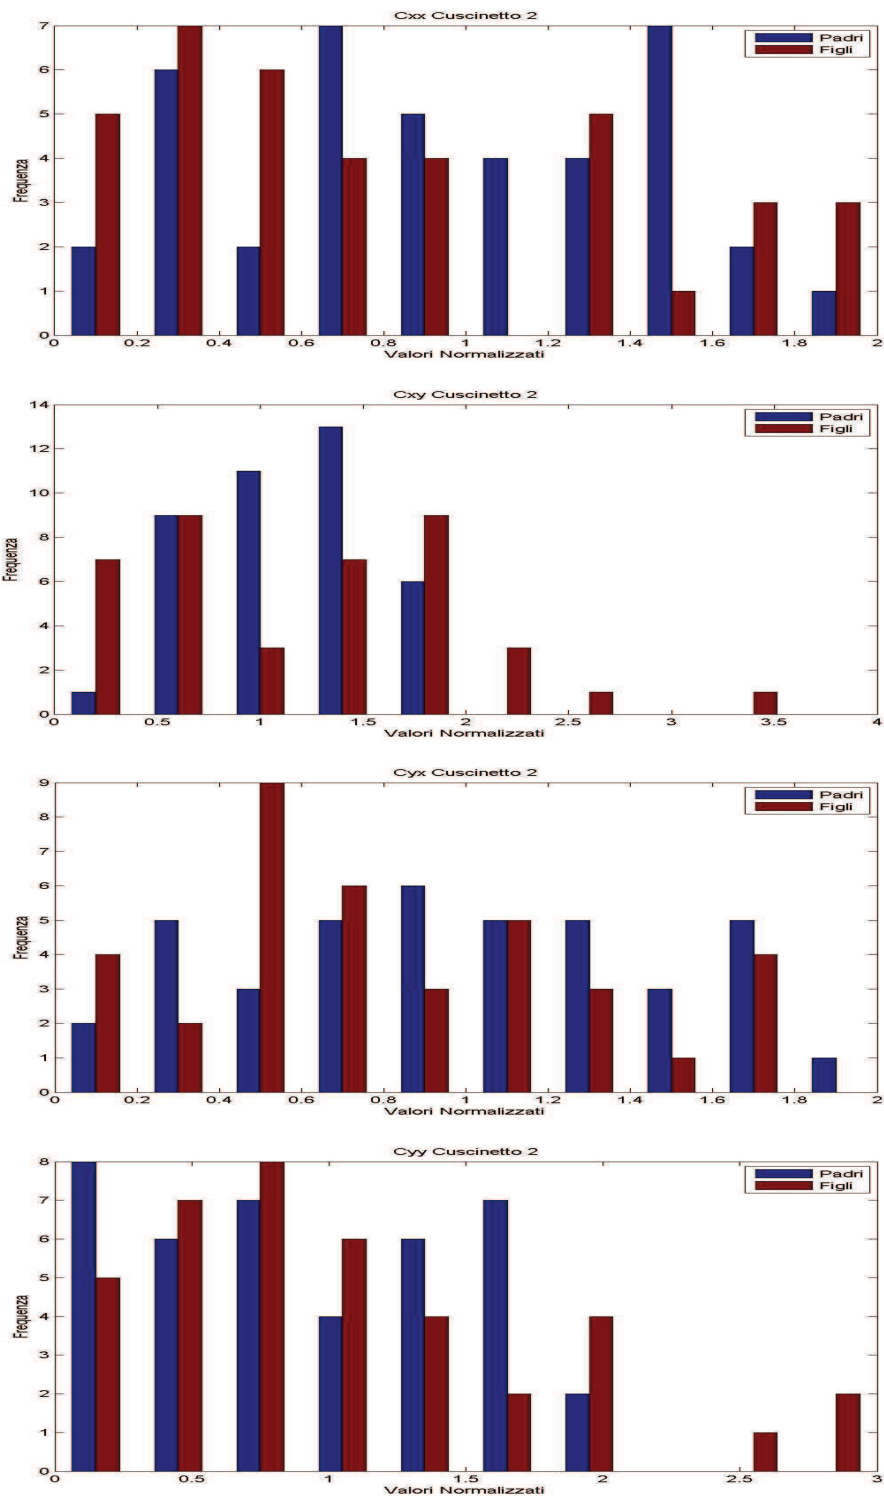 Cxx Cuscinetto 2
7
6
5
4
3
2
1
0
Frequenza
Padri
Figli
0 0.2 0.4 0.6 0.8 1 1.2 1.4 1.6 1.8 2
Valori Normalizzati
Cxy Cuscinetto 2
14
12
10
8
6
4
2
0
Frequenza
Padri
Figli
0 0.5 1 1.5 2 2.5 3 3.5 4
Valori Normalizzati
Cyx Cuscinetto 2
9
8
7
6
5
4
3
2
1
0
Frequenza
Padri
Figli
0 0.2 0.4 0.6 0.8 1 1.2 1.4 1.6 1.8 2
Valori Normalizzati
Cyy Cuscinetto 2
8
7
6
5
4
3
2
1
0
Frequenza
Padri
Figli
0 0.5 1 1.5 2 2.5 3
Valori Normalizzati